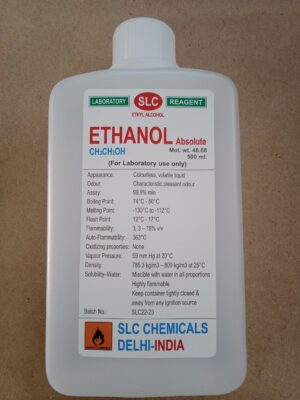 LABORATORY SLC REAGENT
ETHYL ALCOHOL
ETHANOL Absolute
CH₃CH₂OH Mol. wt. 46.66
500 ml.
(For Laboratory use only)
Appearance: Colourless, volatile liquid
Odour: Characteristic pleasant odour
Assay: 99.9% min
Boiling Point: 74°C - 80°C
Melting Point: -130°C to -112°C
Flash Point: 12°C - 17°C
Flammability: 3, 3 – 19% v/v
Auto-Flammability: 363°C
Oxidizing properties: None
Vapour Pressure: 59 mm Hg at 20°C
Density: 785.3 kg/m3 – 809 kg/m3 at 25°C
Solubility-Water: Miscible with water in all proportions
Highly flammable
Keep container tightly closed &
away from any ignition source
Batch No.: SLC22-23
SLC CHEMICALS
DELHI-INDIA